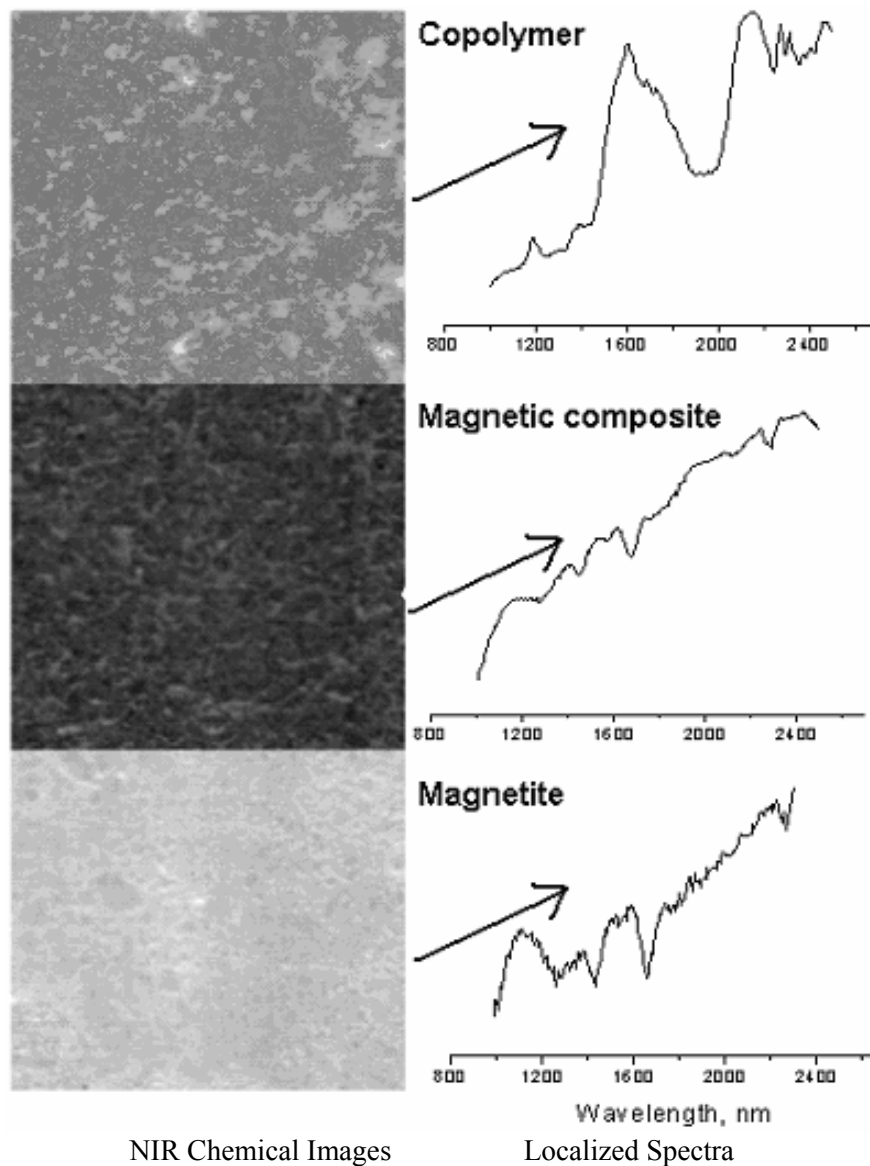 Copolymer
800 1200 1600 2000 2400
Magnetic composite
800 1200 1600 2000 2400
Magnetite
800 1200 1600 2000 2400
Wavelength, nm
NIR Chemical Images Localized Spectra